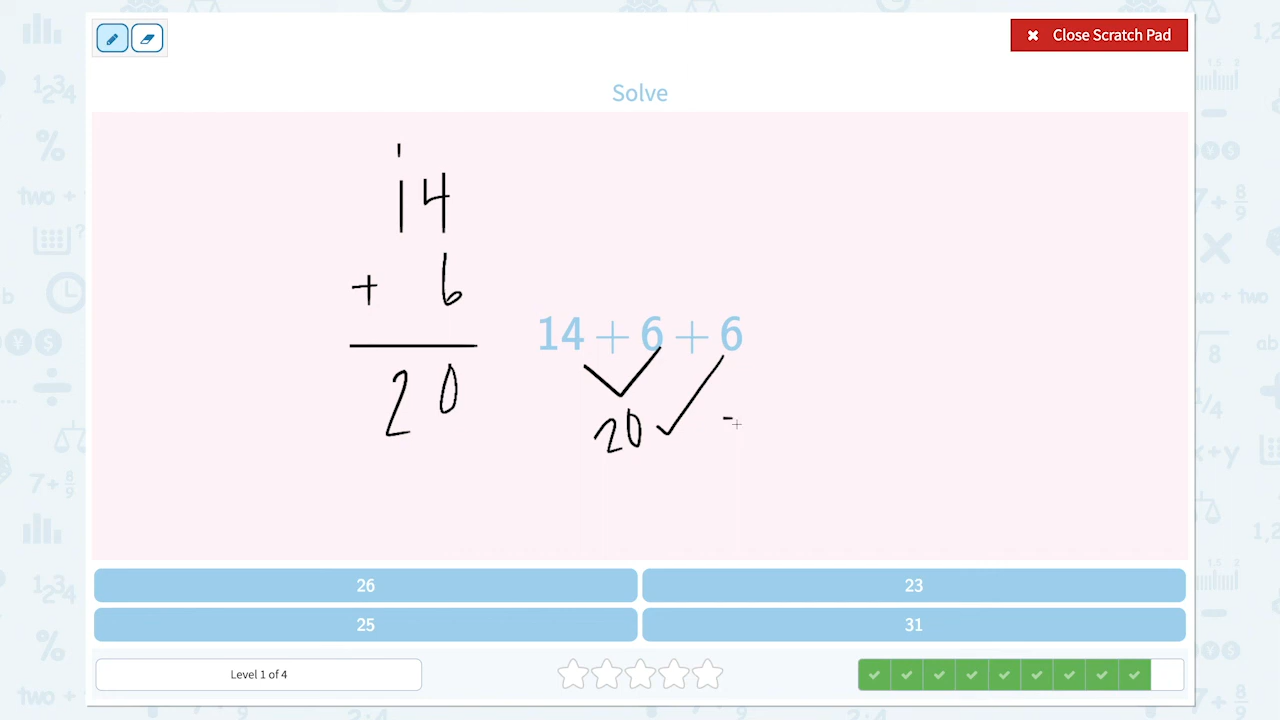 Close Scratch Pad
Solve
1
14
+ 6
20
14 + 6 + 6
20
26
23
25
31
Level 1 of 4